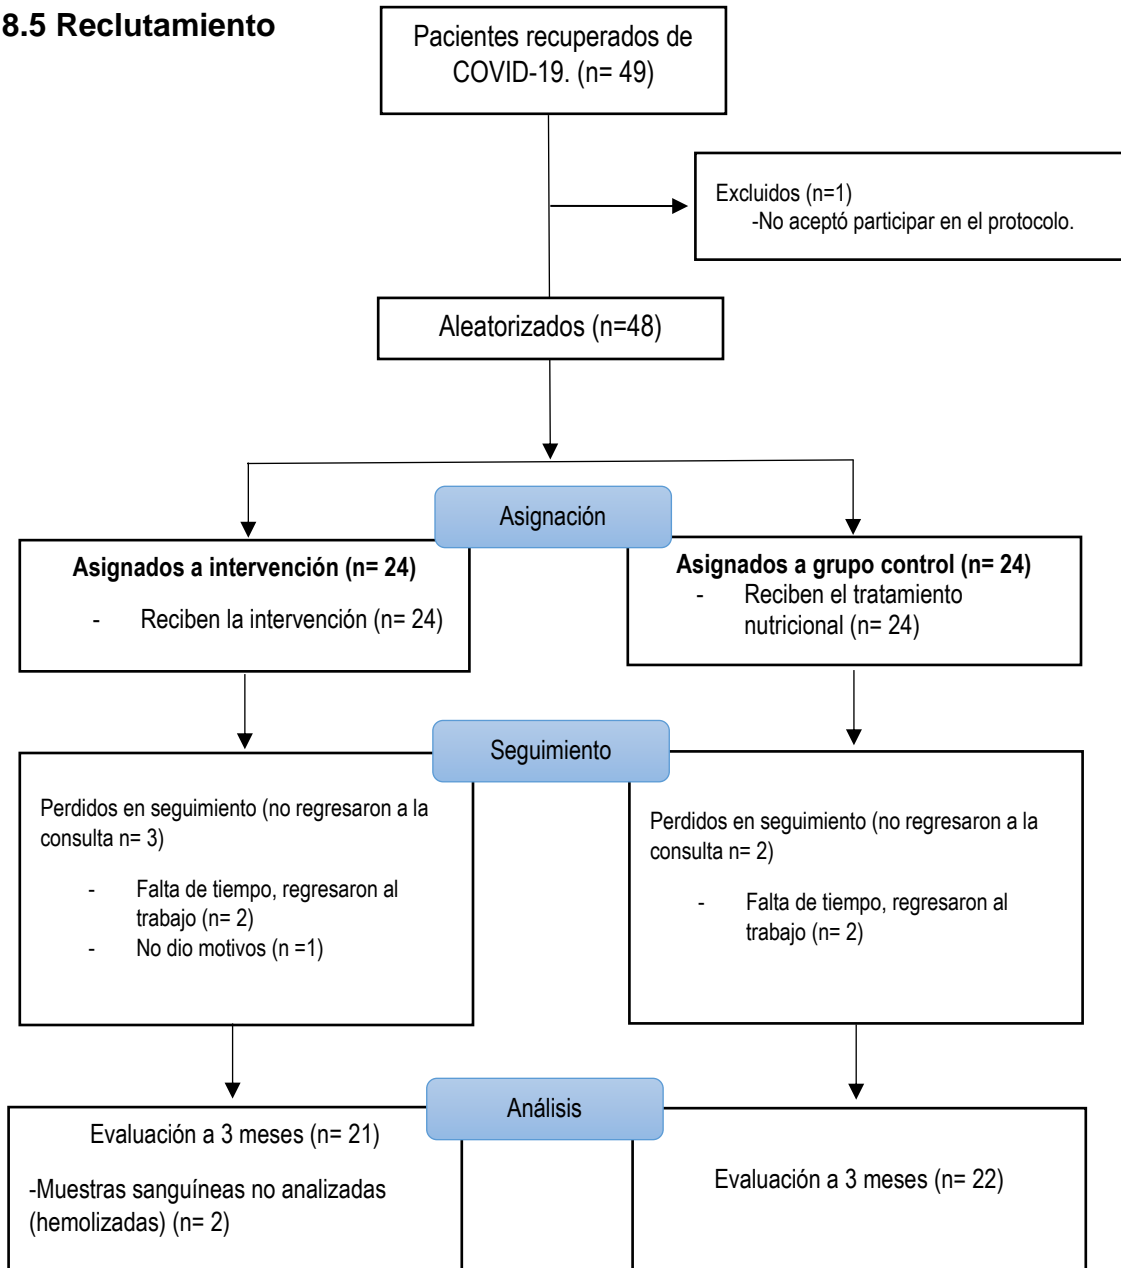 8.5 Reclutamiento
Pacientes recuperados de
COVID-19. (n= 49)
Excluidos (n=1)
-No aceptó participar en el protocolo.
Aleatorizados (n=48)
Asignación
Asignados a intervención (n= 24)
- Reciben la intervención (n= 24)
Asignados a grupo control (n= 24)
- Reciben el tratamiento
nutricional (n= 24)
Seguimiento
Perdidos en seguimiento (no regresaron a la
consulta n= 3)
- Falta de tiempo, regresaron al
trabajo (n= 2)
- No dio motivos (n =1)
Perdidos en seguimiento (no regresaron a la
consulta n= 2)
- Falta de tiempo, regresaron al
trabajo (n= 2)
Análisis
Evaluación a 3 meses (n= 21)
-Muestras sanguíneas no analizadas
(hemolizadas) (n= 2)
Evaluación a 3 meses (n= 22)